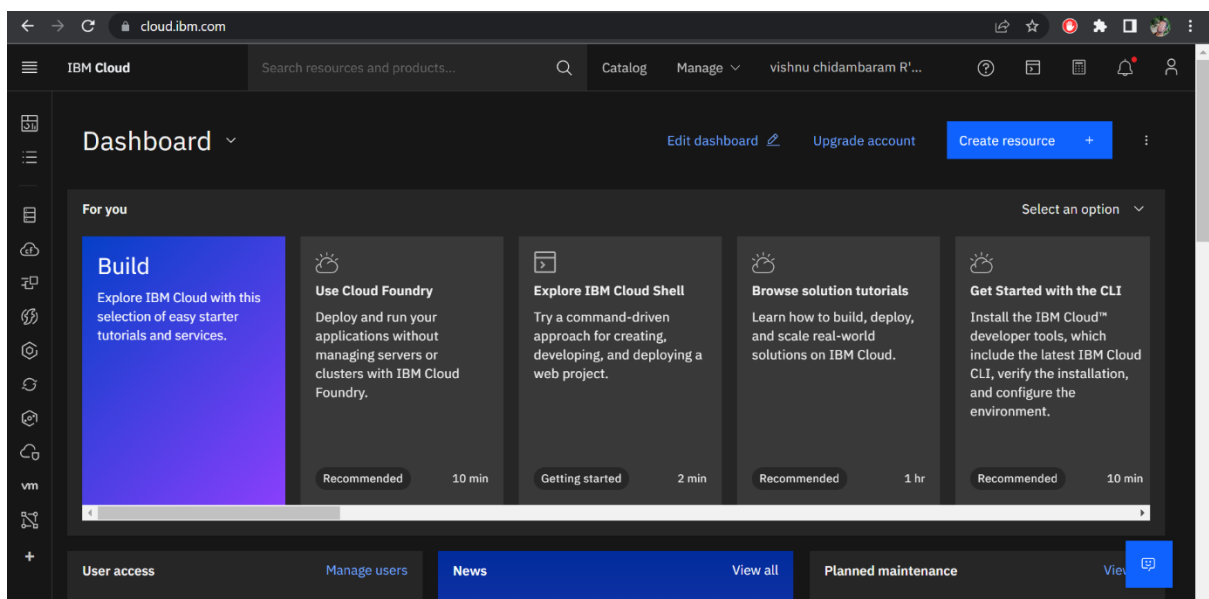 cloud.ibm.com
IBM Cloud
Search resources and products...
Catalog
Manage
vishnu chidambaram R'...
Dashboard
Edit dashboard
Upgrade account
Create resource +
For you
Select an option
Build
Explore IBM Cloud with this
selection of easy starter
tutorials and services.
Use Cloud Foundry
Deploy and run your
applications without
managing servers or
clusters with IBM Cloud
Foundry.
Recommended
10 min
Explore IBM Cloud Shell
Try a command-driven
approach for creating,
developing, and deploying a
web project.
Getting started
2 min
Browse solution tutorials
Learn how to build, deploy,
and scale real-world
solutions on IBM Cloud.
Recommended
1 hr
Get Started with the CLI
Install the IBM Cloud™
developer tools, which
include the latest IBM Cloud
CLI, verify the installation,
and configure the
environment.
Recommended
10 min
cf
vm
+
User access
Manage users
News
View all
Planned maintenance